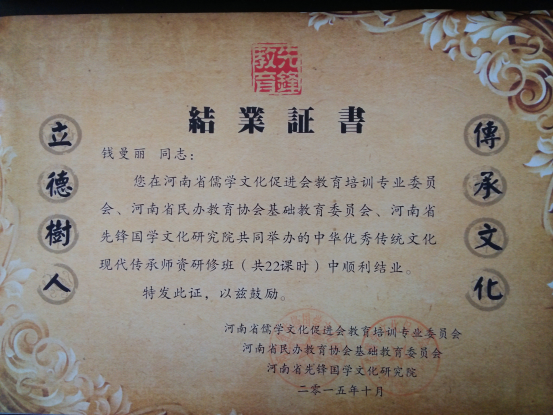 先鋒
教育
結業証書
立德樹人
傳承文化
钱曼丽 同志：
您在河南省儒学文化促进会教育培训专业委员
会、河南省民办教育协会基础教育委员会、河南省
先锋国学文化研究院共同举办的中华优秀传统文化
现代传承师资研修班（共22课时）中顺利结业。
特发此证，以兹鼓励。
河南省儒学文化促进会教育培训专业委员会
河南省民办教育协会基础教育委员会
河南省先锋国学文化研究院
二零一五年十月